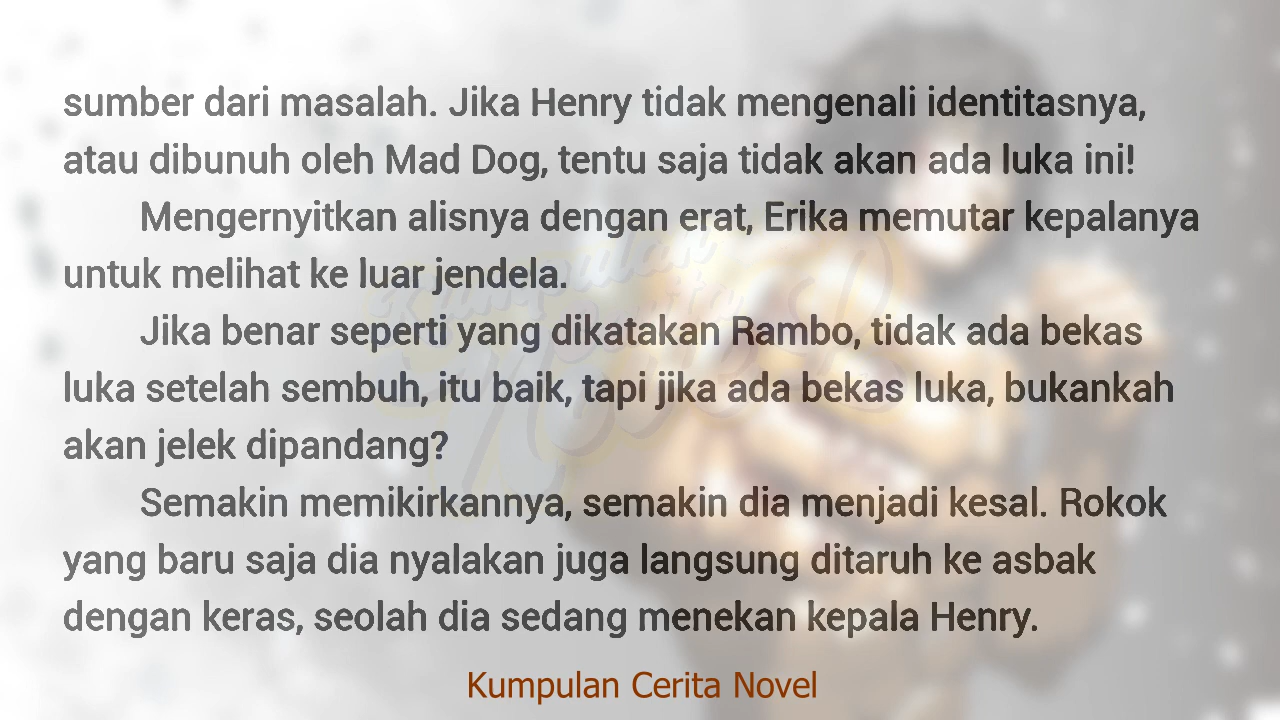 sumber dari masalah. Jika Henry tidak mengenali identitasnya,
atau dibunuh oleh Mad Dog, tentu saja tidak akan ada luka ini!
Mengernyitkan alisnya dengan erat, Erika memutar kepalanya
untuk melihat ke luar jendela.
Jika benar seperti yang dikatakan Rambo, tidak ada bekas
luka setelah sembuh, itu baik, tapi jika ada bekas luka, bukankah
akan jelek dipandang?
Semakin memikirkannya, semakin dia menjadi kesal. Rokok
yang baru saja dia nyalakan juga langsung ditaruh ke asbak
dengan keras, seolah dia sedang menekan kepala Henry.
Kumpulan Cerita Novel